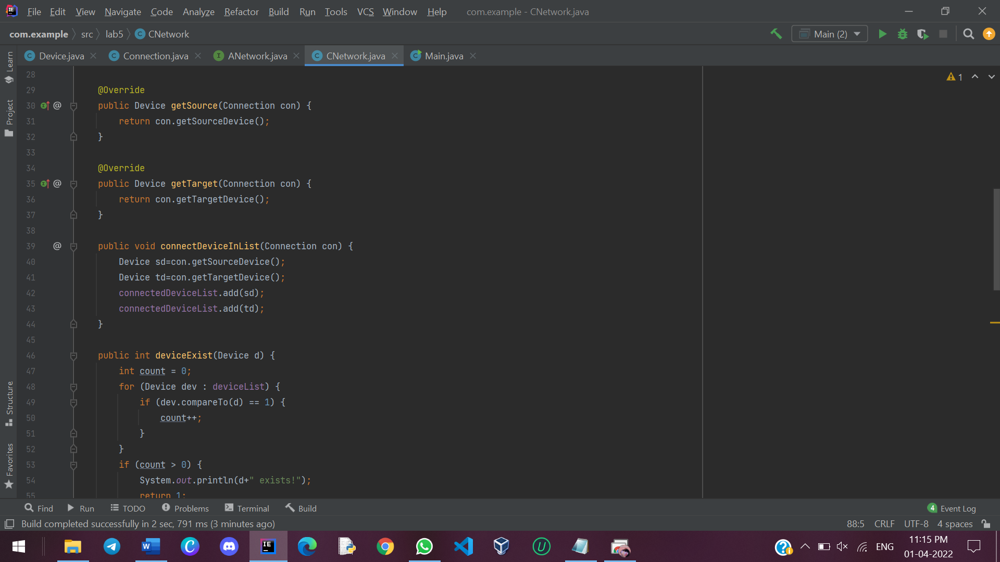 File Edit View Navigate Code Analyze Refactor Build Run Tools VCS Window Help com.example - CNetwork.java
com.example src lab5 CNetwork Main (2)
Device.java Connection.java ANetwork.java CNetwork.java Main.java
Learn
Project
Structure
Favorites
1
28
29 @Override
30 public Device getSource(Connection con) {
31 return con.getSourceDevice();
32 }
33
34 @Override
35 public Device getTarget(Connection con) {
36 return con.getTargetDevice();
37 }
38
39 public void connectDeviceInList(Connection con) {
40 Device sd=con.getSourceDevice();
41 Device td=con.getTargetDevice();
42 connectedDeviceList.add(sd);
43 connectedDeviceList.add(td);
44 }
45
46 public int deviceExist(Device d) {
47 int count = 0;
48 for (Device dev : deviceList) {
49 if (dev.compareTo(d) == 1) {
50 count++;
51 }
52 }
53 if (count > 0) {
54 System.out.println(d+" exists!");
55 return 1;
Find Run TODO Problems Terminal Build 4 Event Log
Build completed successfully in 2 sec, 791 ms (3 minutes ago) 88:5 CRLF UTF-8 4 spaces
ENG 11:15 PM
01-04-2022